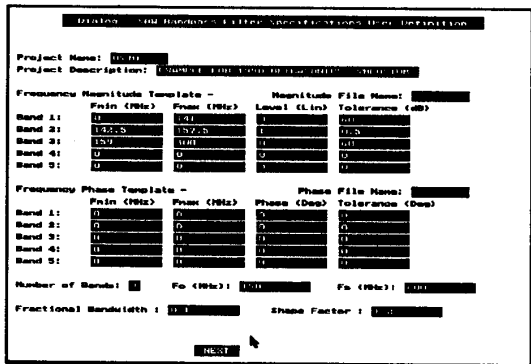 Dialog - SAW Bandpass Filter Specifications User Definition
Project Name:
Project Description: EXAMPLE FOR 1990
Frequency Magnitude Template - Magnitude File Name:
Fmin (MHz) Fmax (MHz) Level (Lin) Tolerance (dB)
Band 1: 0 141 60
Band 2: 142.5 157.5 1 0.5
Band 3: 159 300 0 60
Band 4: 0 0 0 0
Band 5: 0 0 0 0
Frequency Phase Template - Phase File Name:
Fmin (MHz) Fmax (MHz) Phase (Deg) Tolerance (Deg)
Band 1: 0 0 0 0
Band 2: 0 0 0 0
Band 3: 0 0 0 0
Band 4: 0 0 0 0
Band 5: 0 0 0 0
Number of Bands: Fo (MHz): 150 Fs (MHz):
Fractional Bandwidth : 0.1 Shape Factor :
NEXT